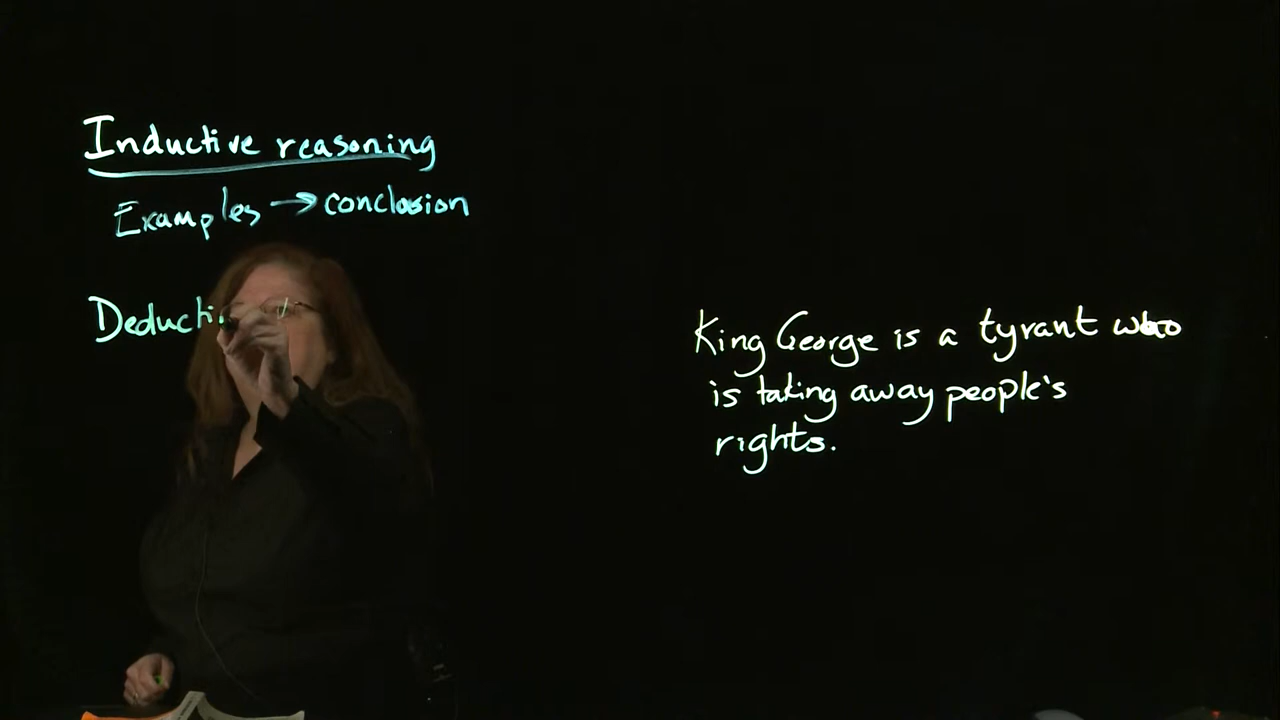 Inductive reasoning
Examples → conclusion
Deducti
King George is a tyrant who
is taking away people's
rights.